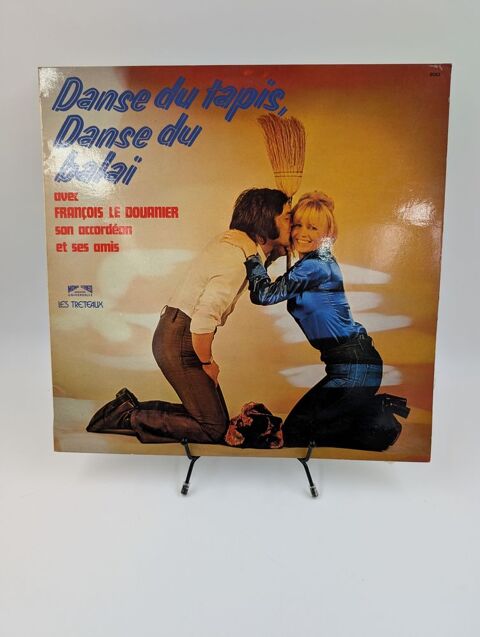 Danse du tapis,
Danse du
balai
avec
FRANÇOIS LE DOUANIER
son accordéon
et ses amis
LES TRETEAUX